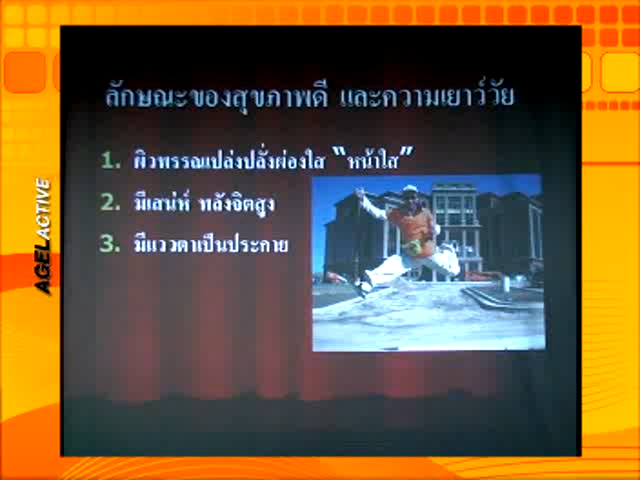 ลักษณะของสุขภาพดี และความเยาว์วัย
1. ผิวพรรณเปล่งปลั่งผ่องใส “หน้าใส”
2. มีเสน่ห์ พลังจิตสูง
3. มีแววตาเป็นประกาย
AGELACTIVE